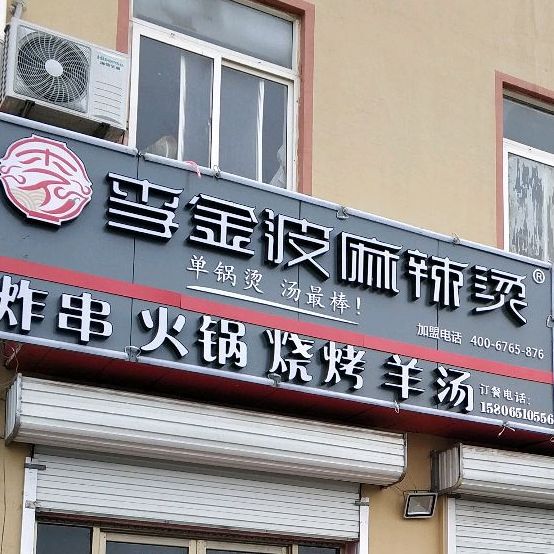 李金波麻辣烫®
单锅烫 汤最棒!
加盟电话 400-6765-876
炸串 火锅 烧烤 羊汤
订餐电话:
15806510556